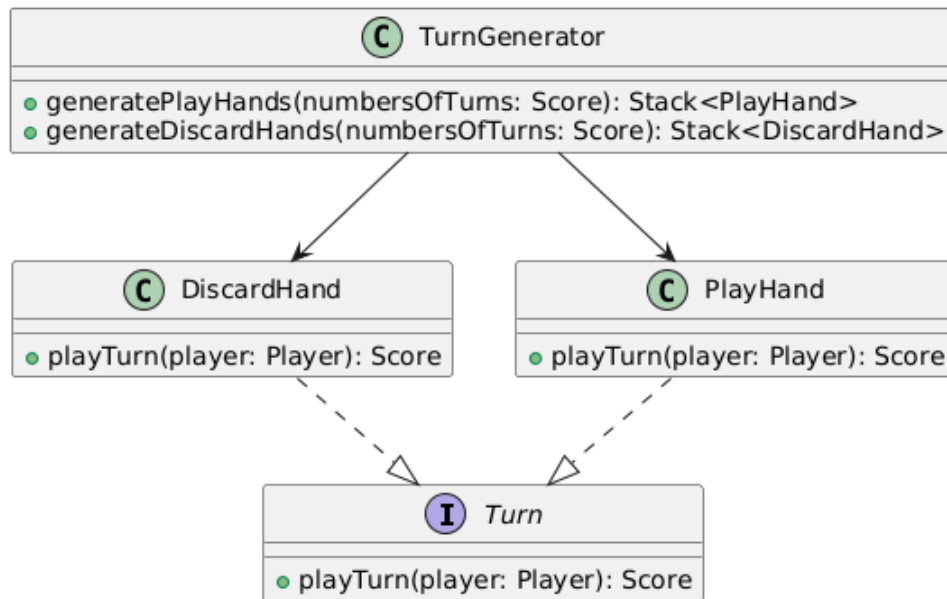 C TurnGenerator
generatePlayHands(numbersOfTurns: Score): Stack<PlayHand>
generateDiscardHands(numbersOfTurns: Score): Stack<DiscardHand>
C DiscardHand
playTurn(player: Player): Score
C PlayHand
playTurn(player: Player): Score
I Turn
playTurn(player: Player): Score